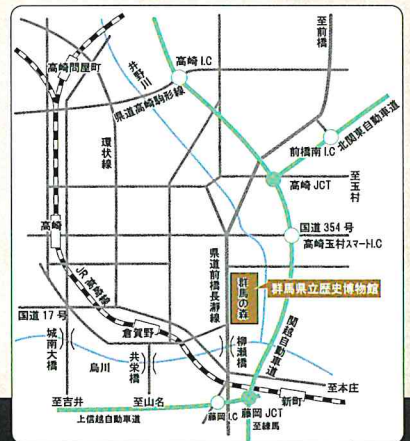 至前橋
高崎I.C
高崎問屋町
井野川
県道高崎駒形線
北関東自動車道
前橋南I.C
環状線
高崎JCT
至玉村
高崎
国道354号
高崎玉村スマートI.C
県道前橋長瀞線
JR高崎線
群馬の森
群馬県立歴史博物館
国道17号
倉賀野
関越自動車道
城南大橋
共栄橋
柳瀬橋
烏川
至本庄
新町
至吉井
至山名
藤岡I.C
藤岡JCT
上信越自動車道
至練馬